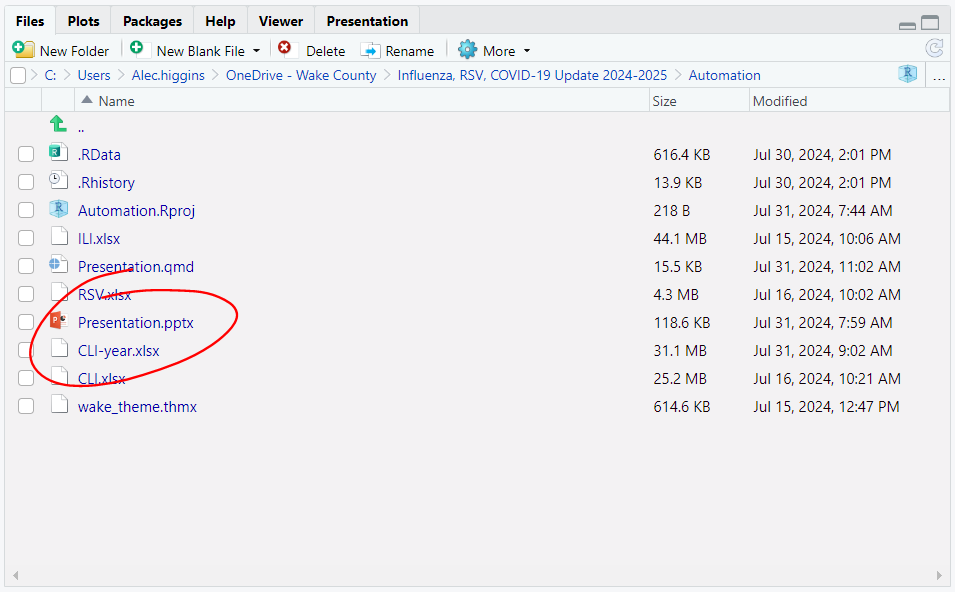 Files Plots Packages Help Viewer Presentation
New Folder New Blank File Delete Rename More
C: Users Alec.higgins OneDrive - Wake County Influenza, RSV, COVID-19 Update 2024-2025 Automation ...
Name Size Modified
..
.RData 616.4 KB Jul 30, 2024, 2:01 PM
.Rhistory 13.9 KB Jul 30, 2024, 2:01 PM
Automation.Rproj 218 B Jul 31, 2024, 7:44 AM
ILI.xlsx 44.1 MB Jul 15, 2024, 10:06 AM
Presentation.qmd 15.5 KB Jul 31, 2024, 11:02 AM
RSV.xlsx 4.3 MB Jul 16, 2024, 10:02 AM
Presentation.pptx 118.6 KB Jul 31, 2024, 7:59 AM
CLI-year.xlsx 31.1 MB Jul 31, 2024, 9:02 AM
CLI.xlsx 25.2 MB Jul 16, 2024, 10:21 AM
wake_theme.thmx 614.6 KB Jul 15, 2024, 12:47 PM